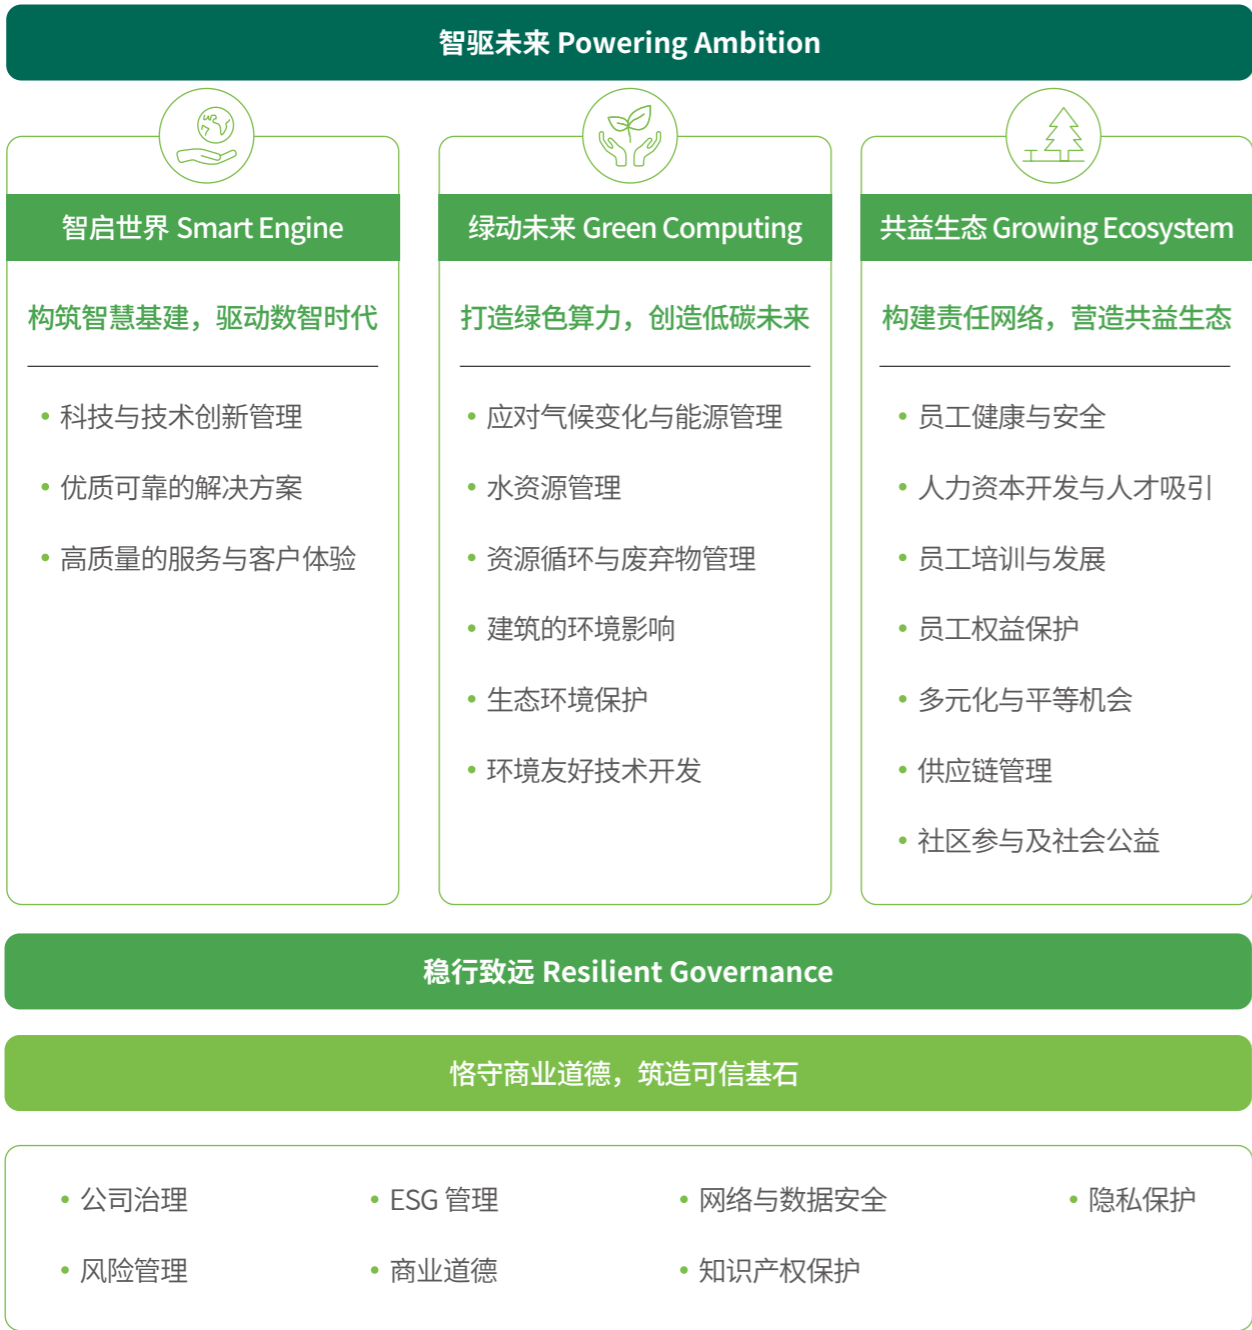 智驱未来 Powering Ambition
智启世界 Smart Engine
构筑智慧基建，驱动数智时代
• 科技与技术创新管理
• 优质可靠的解决方案
• 高质量的服务与客户体验
绿动未来 Green Computing
打造绿色算力，创造低碳未来
• 应对气候变化与能源管理
• 水资源管理
• 资源循环与废弃物管理
• 建筑的环境影响
• 生态环境保护
• 环境友好技术开发
共益生态 Growing Ecosystem
构建责任网络，营造共益生态
• 员工健康与安全
• 人力资本开发与人才吸引
• 员工培训与发展
• 员工权益保护
• 多元化与平等机会
• 供应链管理
• 社区参与及社会公益
稳行致远 Resilient Governance
恪守商业道德，筑造可信基石
• 公司治理
• ESG 管理
• 网络与数据安全
• 隐私保护
• 风险管理
• 商业道德
• 知识产权保护